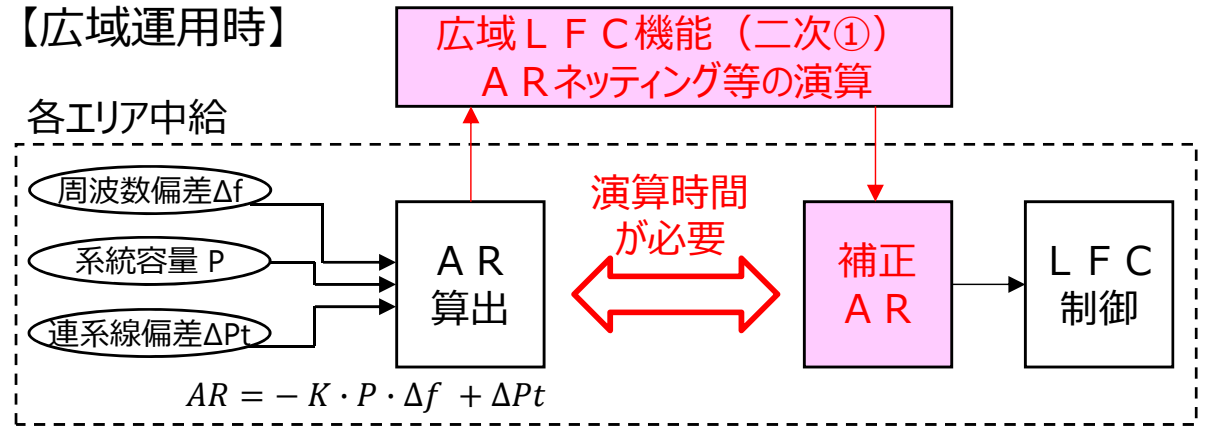 【広域運用時】
広域ＬＦＣ機能（二次①）
ＡＲネッティング等の演算
各エリア中給
周波数偏差Δf
系統容量 P
連系線偏差ΔPt
ＡＲ
算出
演算時間
が必要
補正
ＡＲ
ＬＦＣ
制御
AR = − K · P · Δf + ΔPt